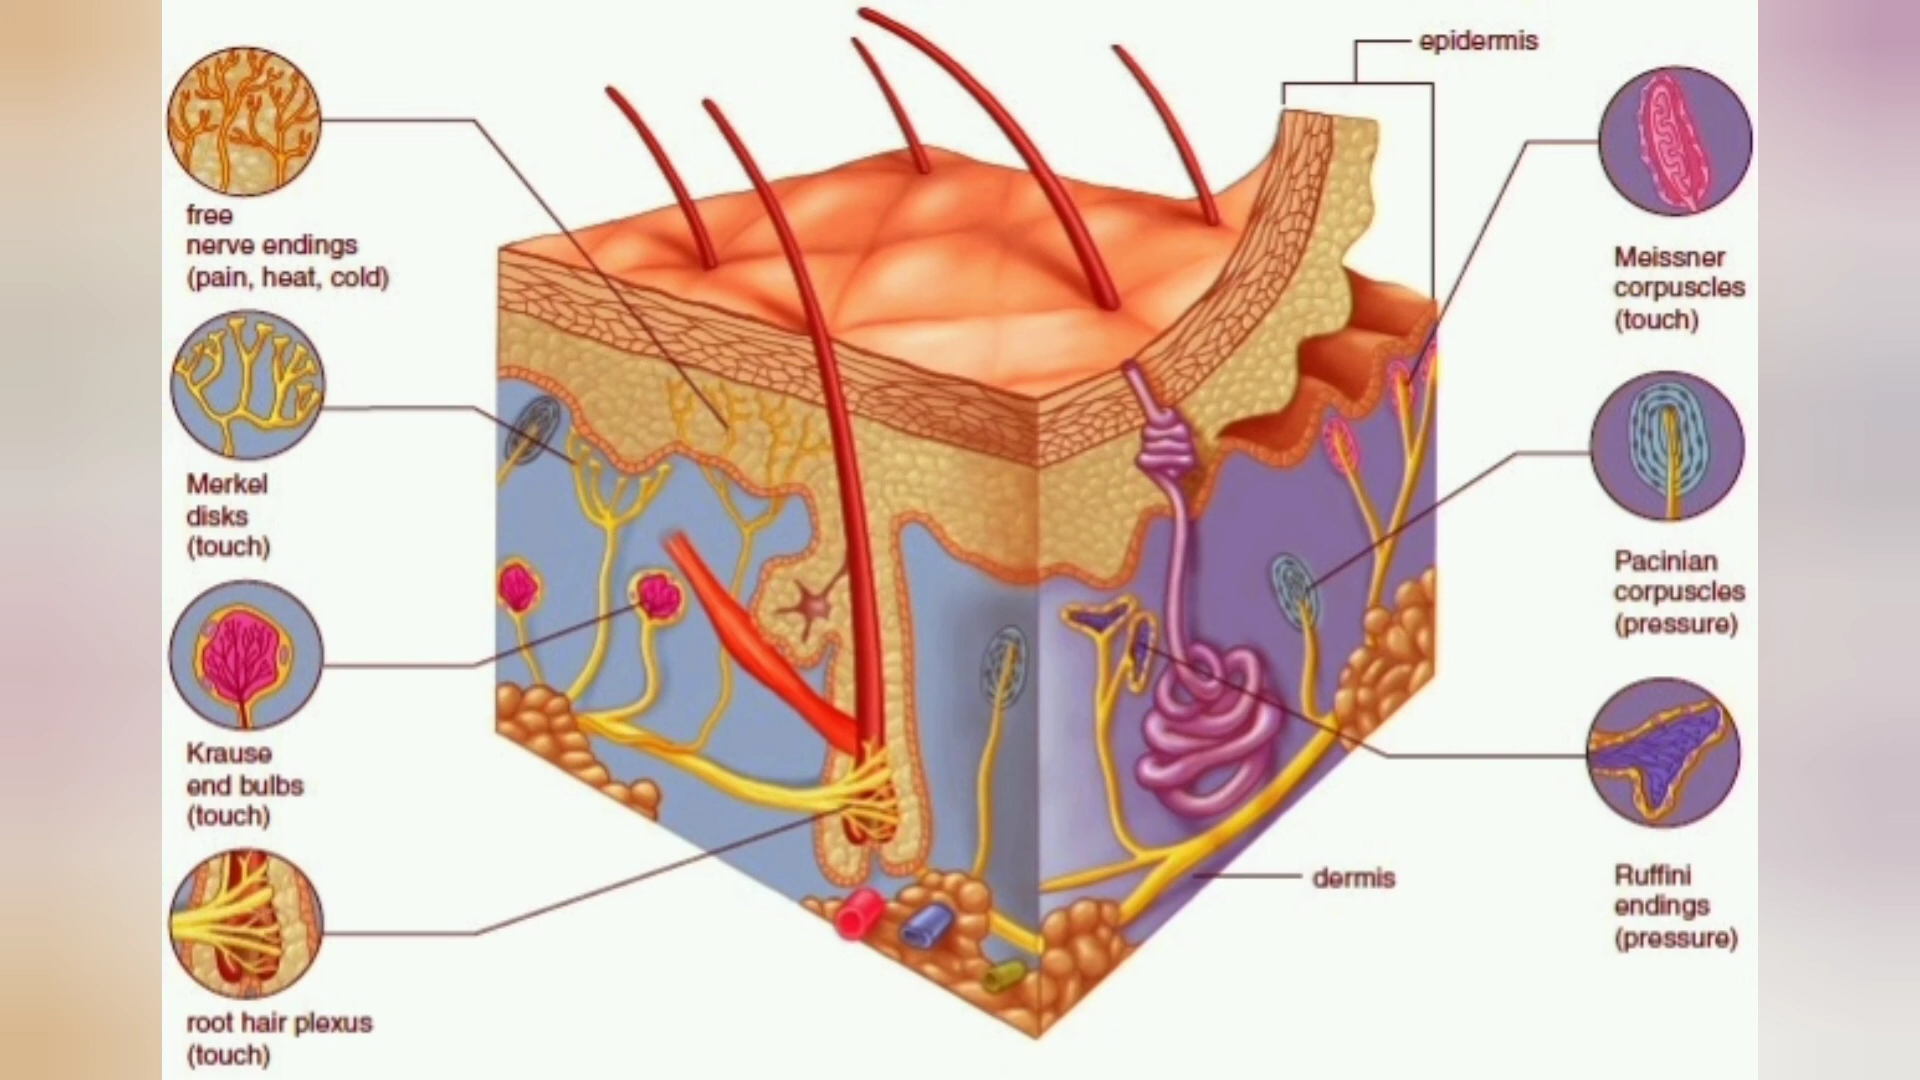 free
nerve endings
(pain, heat, cold)
Merkel
disks
(touch)
Krause
end bulbs
(touch)
root hair plexus
(touch)
epidermis
dermis
Meissner
corpuscles
(touch)
Pacinian
corpuscles
(pressure)
Ruffini
endings
(pressure)